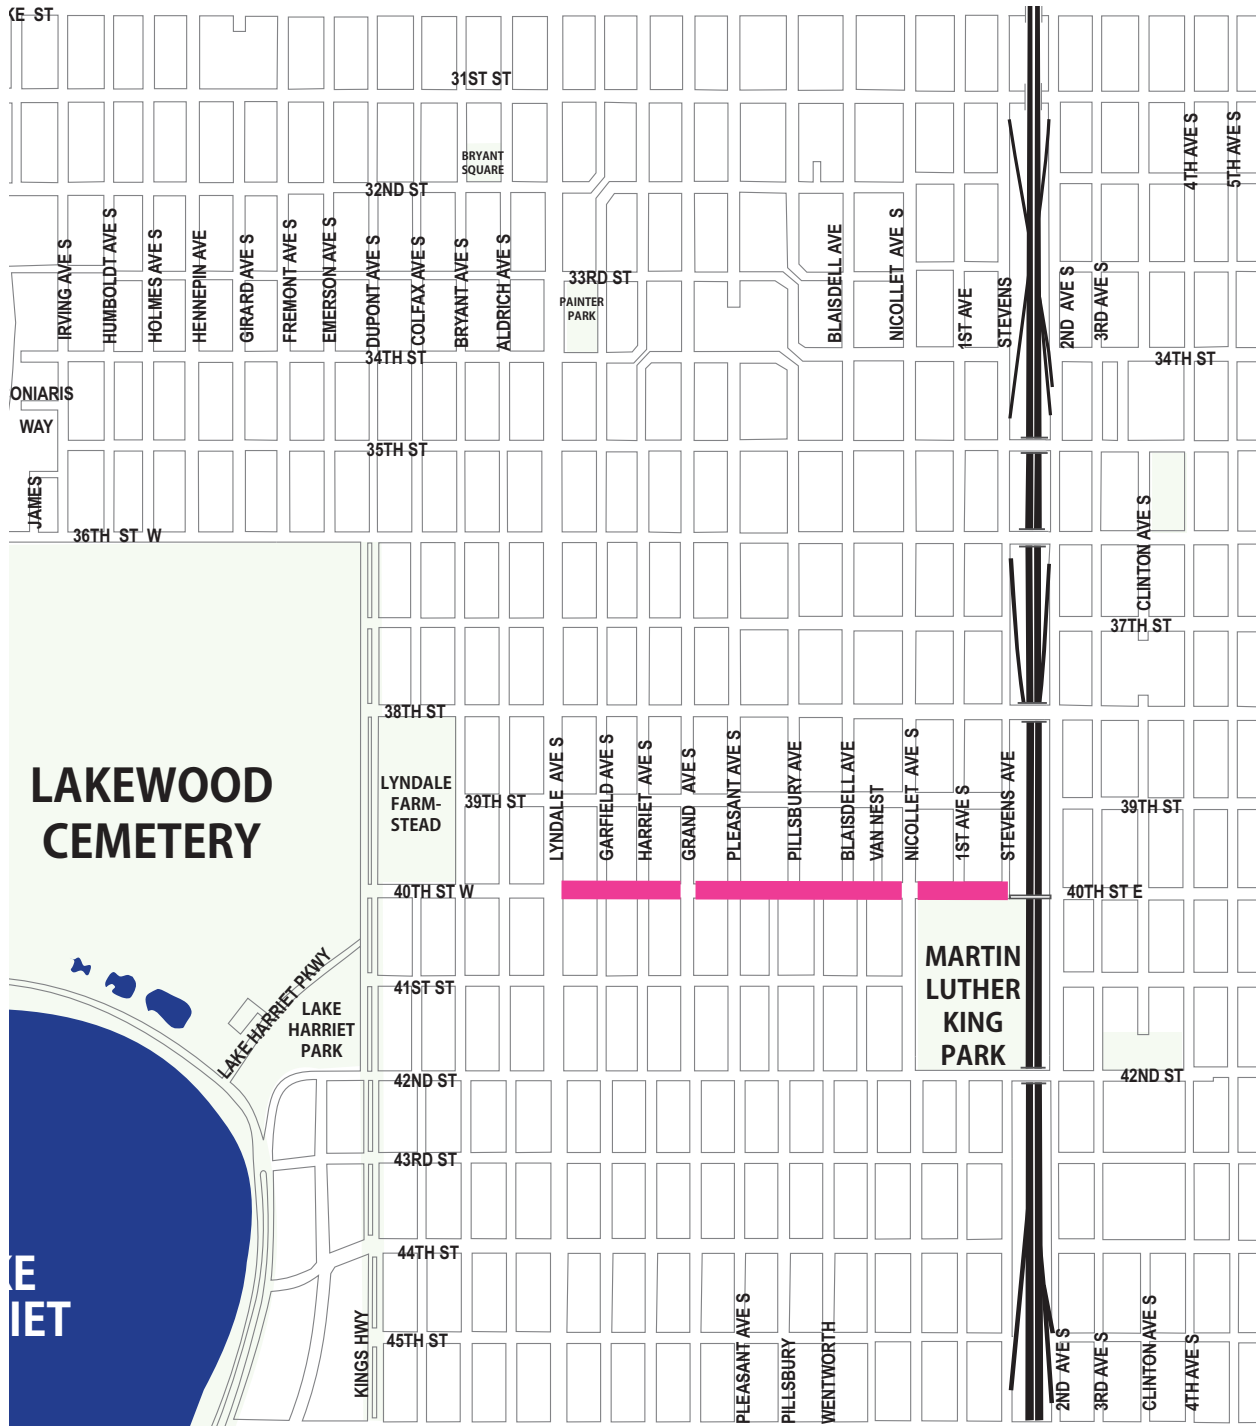 KE ST
31ST ST
BRYANT
SQUARE
4TH AVE S
5TH AVE S
32ND ST
IRVING AVE S
HUMBOLDT AVE S
HOLMES AVE S
HENNEPIN AVE
GIRARD AVE S
FREMONT AVE S
EMERSON AVE S
DUPONT AVE S
COLFAX AVE S
BRYANT AVE S
ALDRICH AVE S
33RD ST
PAINTER
PARK
BLAISDELL AVE
NICOLLET AVE S
1ST AVE
STEVENS
2ND AVE S
3RD AVE S
34TH ST
34TH ST
ONIARIS
WAY
35TH ST
JAMES
36TH ST W
CLINTON AVE S
37TH ST
38TH ST
LAKEWOOD
CEMETERY
LYNDALE
FARM-
STEAD
39TH ST
LYNDALE AVE S
GARFIELD AVE S
HARRIET AVE S
GRAND AVE S
PLEASANT AVE S
PILLSBURY AVE
BLAISDELL AVE
VAN NEST
NICOLLET AVE S
1ST AVE S
STEVENS AVE
39TH ST
40TH ST W
40TH ST E
MARTIN
LUTHER
KING
PARK
LAKE HARRIET PKWY
LAKE
HARRIET
PARK
41ST ST
42ND ST
42ND ST
43RD ST
44TH ST
KE
IET
KINGS HWY
45TH ST
PLEASANT AVE S
PILLSBURY
WENTWORTH
2ND AVE S
3RD AVE S
CLINTON AVE S
4TH AVE S